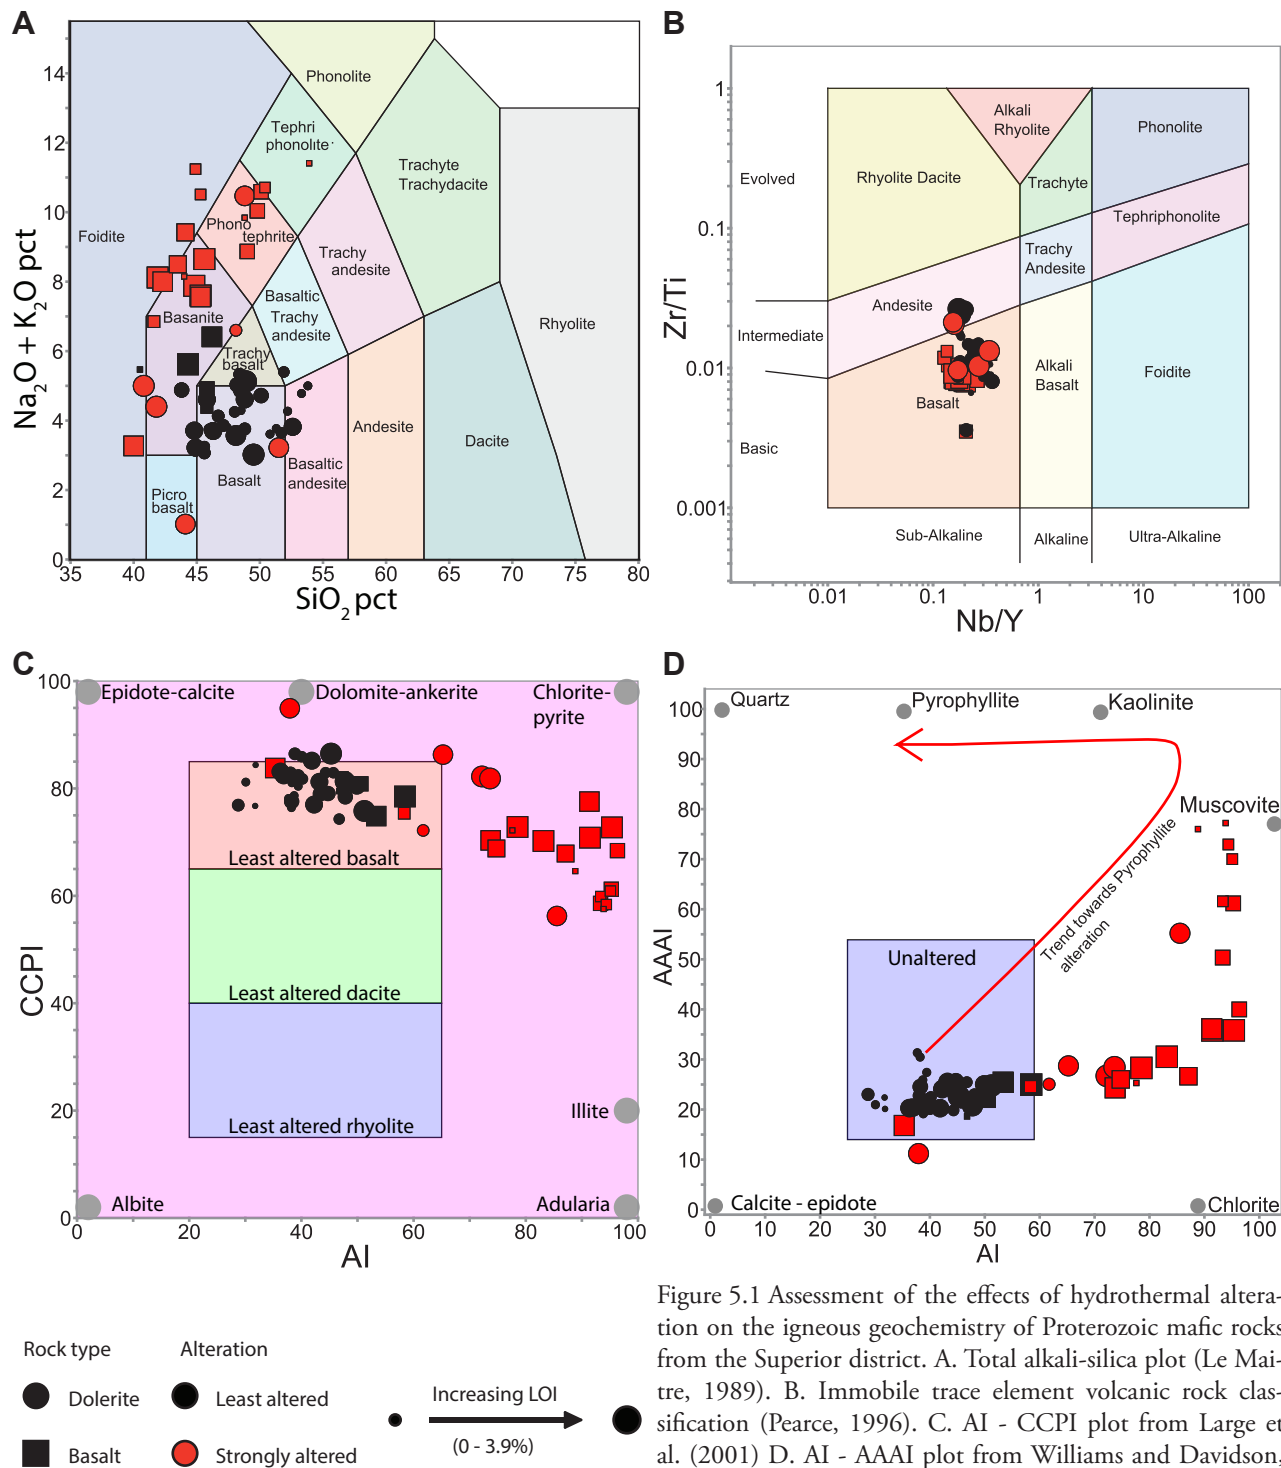 A
Na2O + K2O pct
14
12
10
8
6
4
2
0
35 40 45 50 55 60 65 70 75 80
SiO2 pct
Phonolite
Tephri
phonolite
Trachyte
Trachydacite
Foidite
Phono
tephrite
Trachy
andesite
Basaltic
Trachy
andesite
Basanite
Trachy
basalt
Rhyolite
Andesite
Dacite
Basaltic
andesite
Basalt
Picro
basalt
B
Zr/Ti
1
0.1
0.01
0.001
Evolved
Intermediate
Basic
Alkali
Rhyolite
Phonolite
Rhyolite Dacite
Trachyte
Tephriphonolite
Trachy
Andesite
Andesite
Alkali
Basalt
Foidite
Basalt
Sub-Alkaline
Alkaline
Ultra-Alkaline
0.01 0.1 1 10 100
Nb/Y
C
CCPI
100
80
60
40
20
0
Epidote-calcite
Dolomite-ankerite
Chlorite-
pyrite
Least altered basalt
Least altered dacite
Least altered rhyolite
Illite
Albite
Adularia
0 20 40 60 80 100
AI
D
AAAI
100
90
80
70
60
50
40
30
20
10
0
Quartz
Pyrophyllite
Kaolinite
Muscovite
Trend towards Pyrophyllite
alteration
Unaltered
Calcite - epidote
Chlorite
0 10 20 30 40 50 60 70 80 90 100
AI
Rock type
Alteration
Dolerite
Least altered
Basalt
Strongly altered
Increasing LOI
(0 - 3.9%)
Figure 5.1 Assessment of the effects of hydrothermal altera-
tion on the igneous geochemistry of Proterozoic mafic rocks
from the Superior district. A. Total alkali-silica plot (Le Mai-
tre, 1989). B. Immobile trace element volcanic rock clas-
sification (Pearce, 1996). C. AI - CCPI plot from Large et
al. (2001) D. AI - AAAI plot from Williams and Davidson,